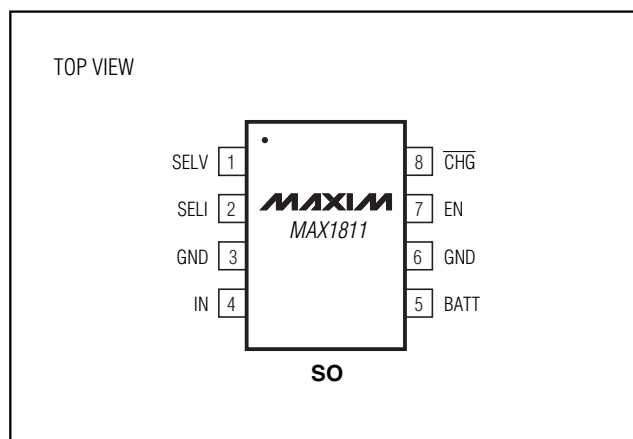 TOP VIEW
SELV 1
SELI 2
GND 3
IN 4
MAXIM
MAX1811
8 CHG
7 EN
6 GND
5 BATT
SO